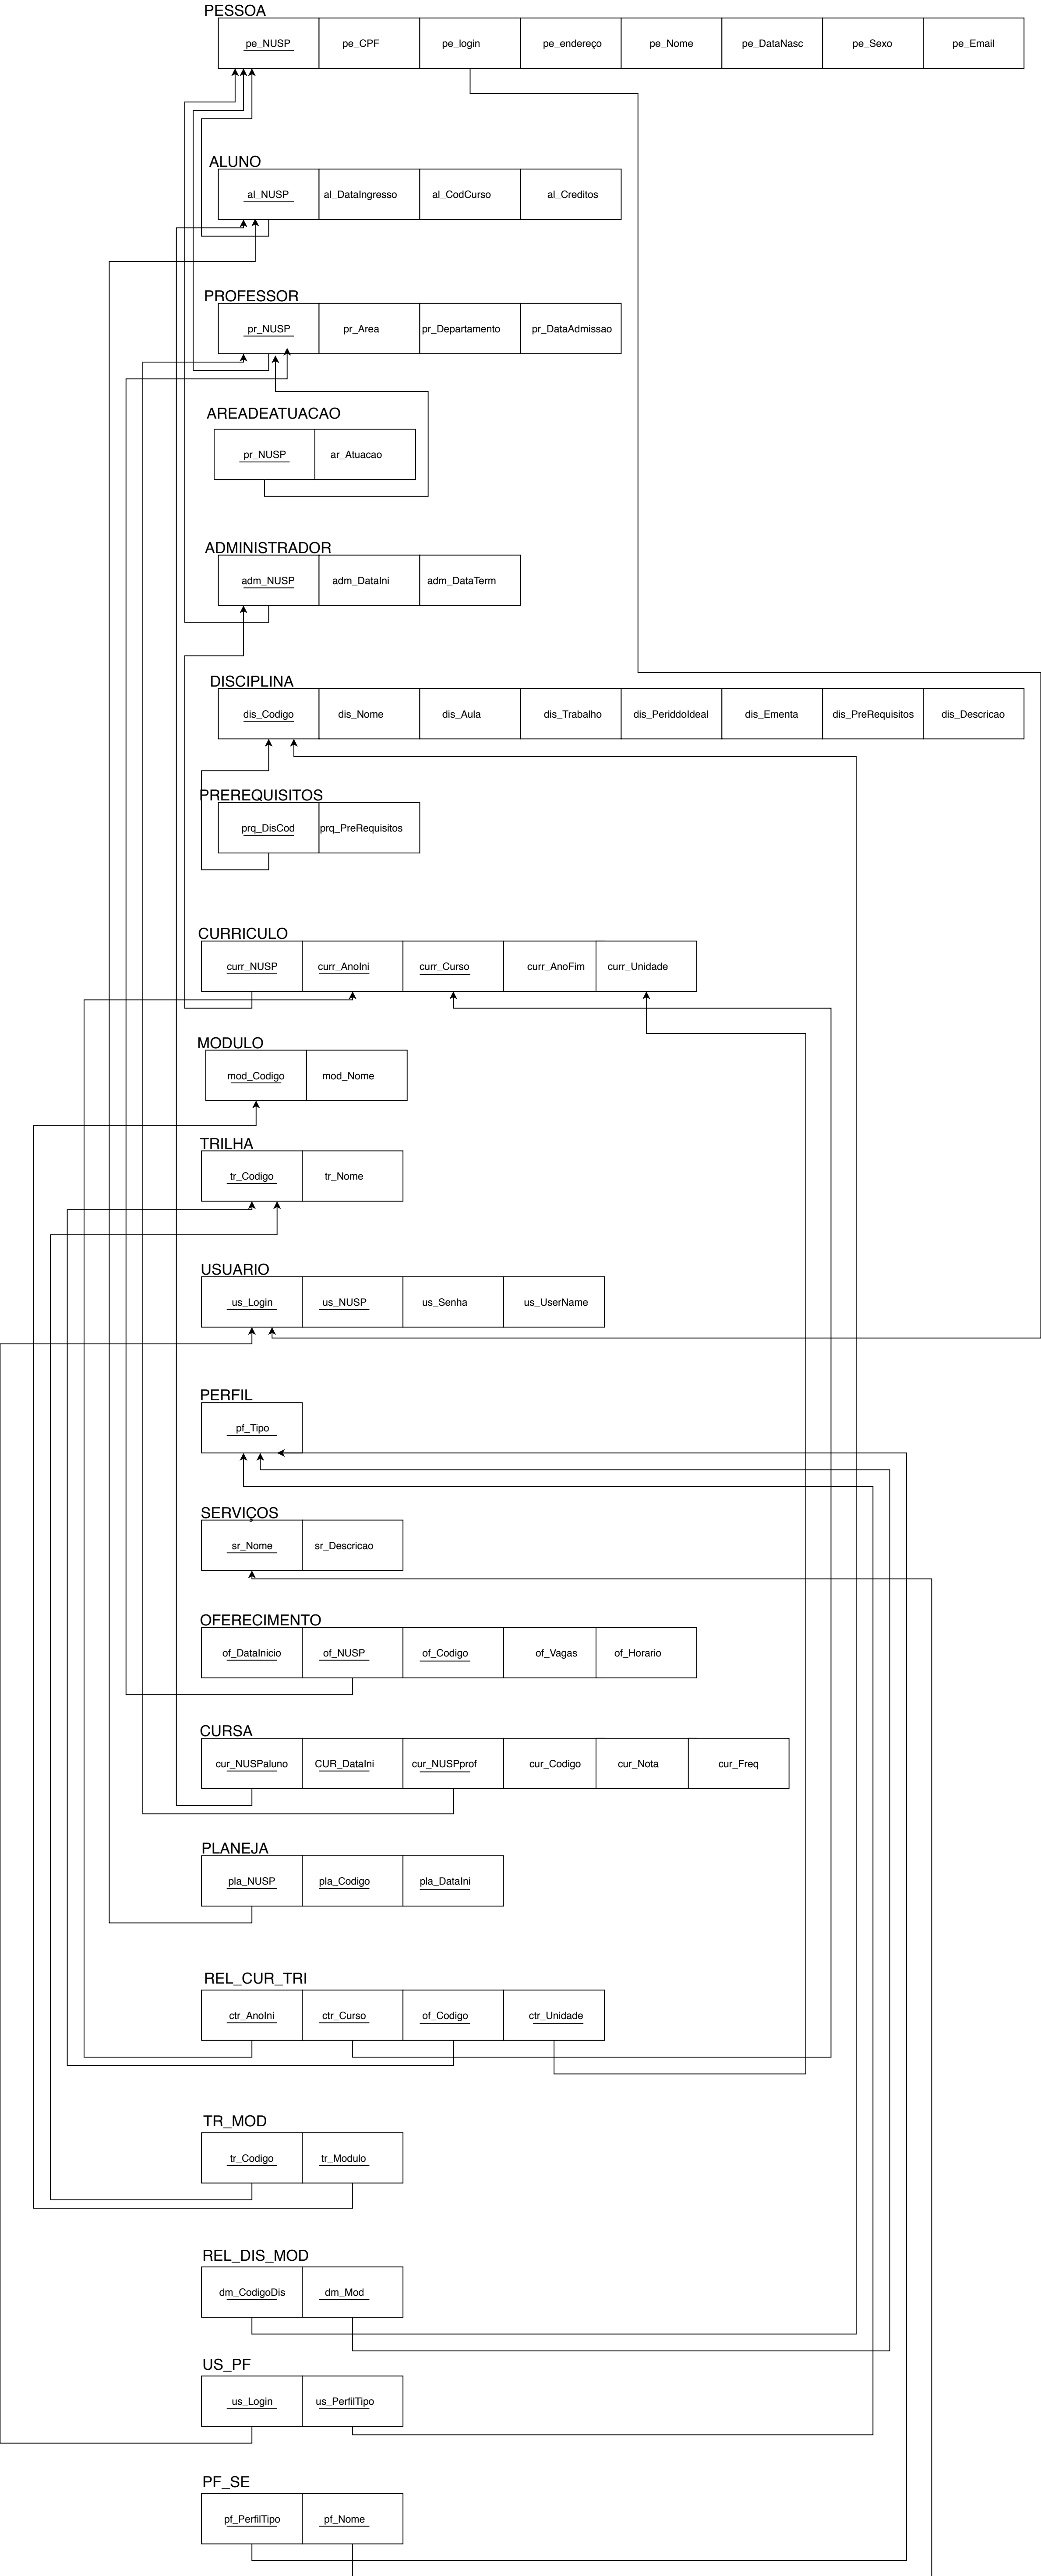 PESSOA
pe_NUSP pe_CPF pe_login pe_endereço pe_Nome pe_DataNasc pe_Sexo pe_Email
ALUNO
al_NUSP al_DataIngresso al_CodCurso al_Creditos
PROFESSOR
pr_NUSP pr_Area pr_Departamento pr_DataAdmissao
AREADEATUACAO
pr_NUSP ar_Atuacao
ADMINISTRADOR
adm_NUSP adm_DataIni adm_DataTerm
DISCIPLINA
dis_Codigo dis_Nome dis_Aula dis_Trabalho dis_PeriddoIdeal dis_Ementa dis_PreRequisitos dis_Descricao
PREREQUISITOS
prq_DisCod prq_PreRequisitos
CURRICULO
curr_NUSP curr_AnoIni curr_Curso curr_AnoFim curr_Unidade
MODULO
mod_Codigo mod_Nome
TRILHA
tr_Codigo tr_Nome
USUARIO
us_Login us_NUSP us_Senha us_UserName
PERFIL
pf_Tipo
SERVIÇOS
sr_Nome sr_Descricao
OFERECIMENTO
of_DataInicio of_NUSP of_Codigo of_Vagas of_Horario
CURSA
cur_NUSPaluno CUR_DataIni cur_NUSPprof cur_Codigo cur_Nota cur_Freq
PLANEJA
pla_NUSP pla_Codigo pla_DataIni
REL_CUR_TRI
ctr_AnoIni ctr_Curso of_Codigo ctr_Unidade
TR_MOD
tr_Codigo tr_Modulo
REL_DIS_MOD
dm_CodigoDis dm_Mod
US_PF
us_Login us_PerfilTipo
PF_SE
pf_PerfilTipo pf_Nome